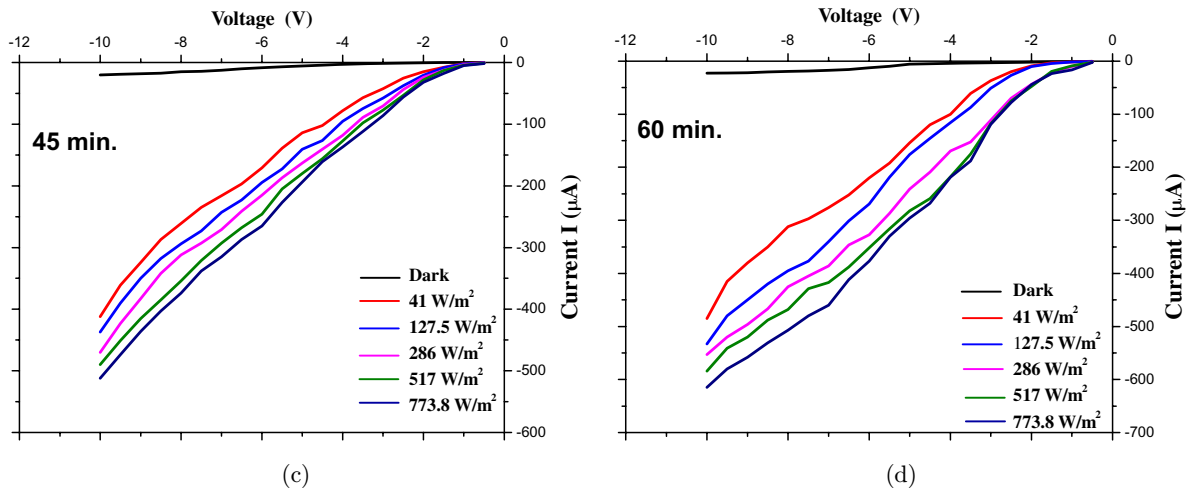 Voltage (V)
-12 -10 -8 -6 -4 -2 0
0
-100
-200
-300
-400
-500
-600
Current I (μA)
45 min.
Dark
41 W/m²
127.5 W/m²
286 W/m²
517 W/m²
773.8 W/m²
(c)
Voltage (V)
-12 -10 -8 -6 -4 -2 0
0
-100
-200
-300
-400
-500
-600
-700
Current I (μA)
60 min.
Dark
41 W/m²
127.5 W/m²
286 W/m²
517 W/m²
773.8 W/m²
(d)